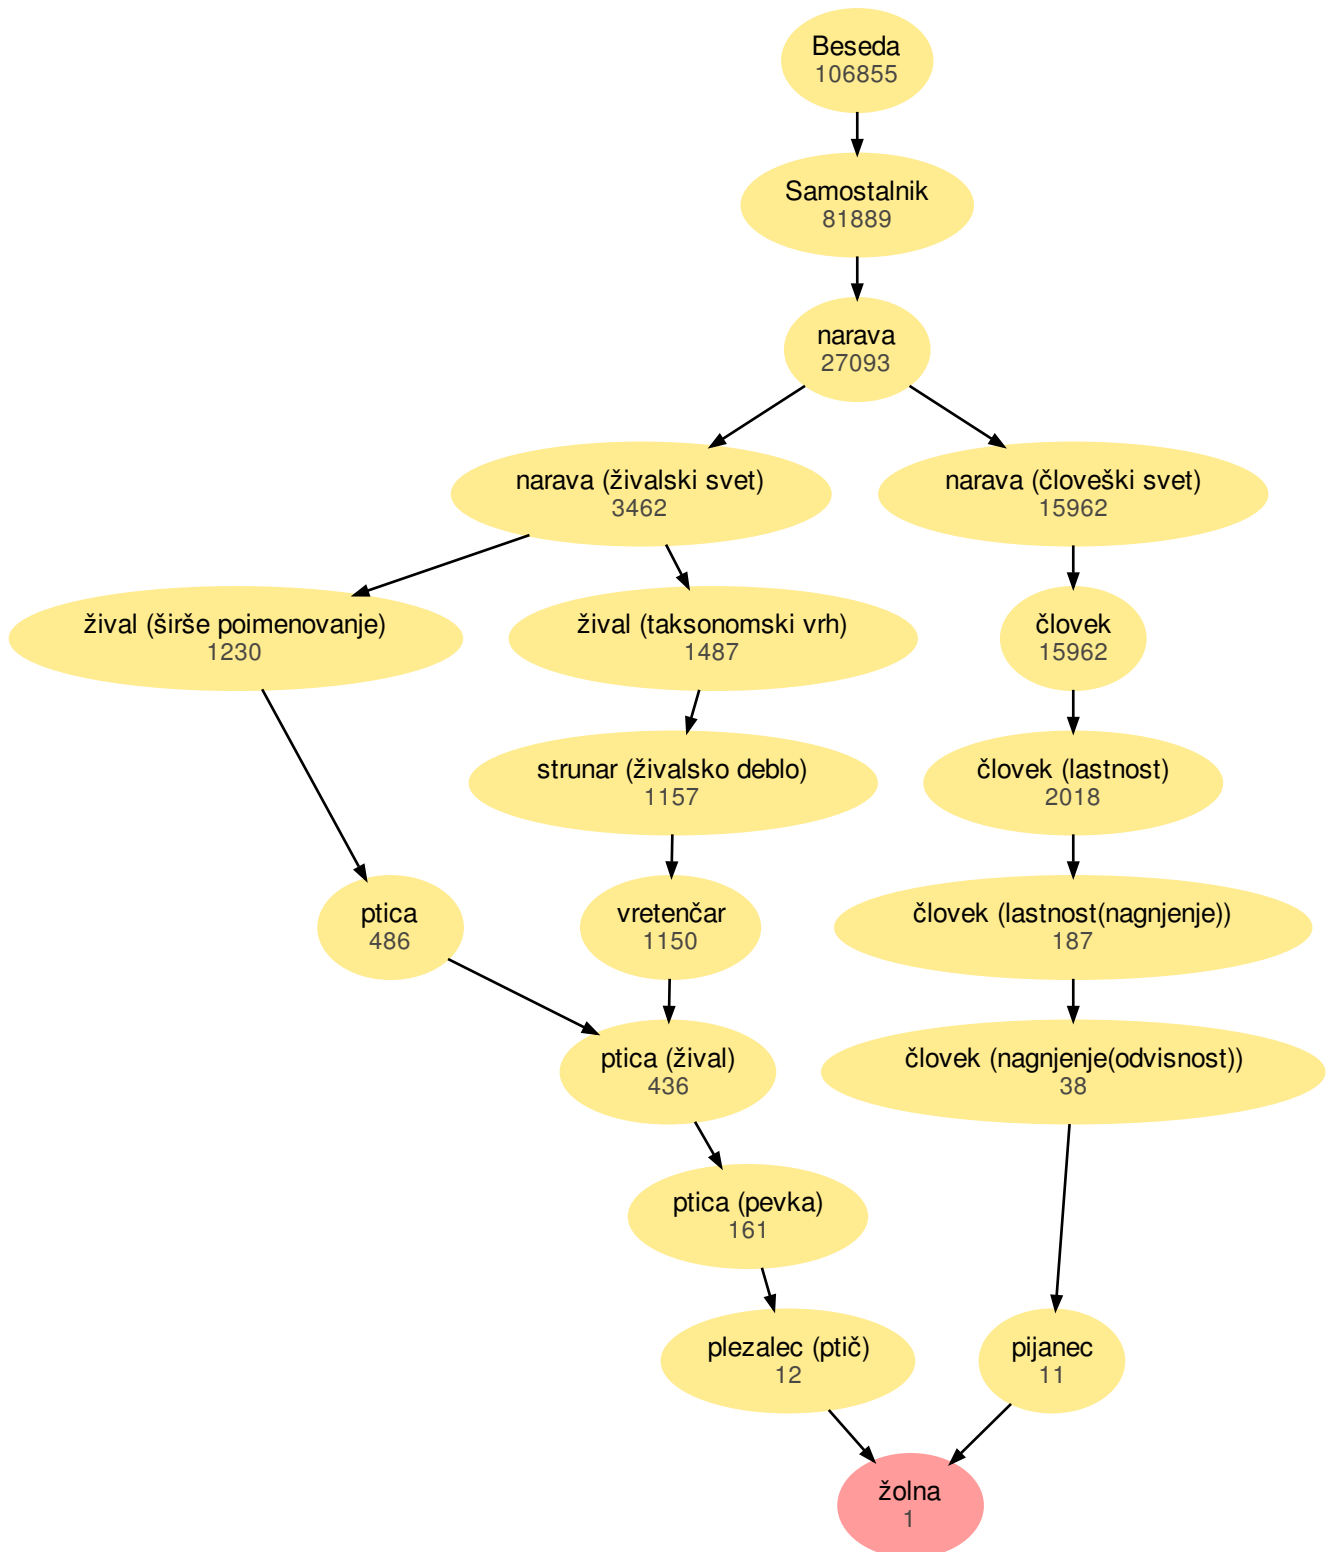 Beseda
106855
Samostalnik
81889
narava
27093
narava (živalski svet)
3462
narava (človeški svet)
15962
žival (širše poimenovanje)
1230
žival (taksonomski vrh)
1487
človek
15962
strunar (živalsko deblo)
1157
človek (lastnost)
2018
ptica
486
vretenčar
1150
človek (lastnost(nagnjenje))
187
ptica (žival)
436
človek (nagnjenje(odvisnost))
38
ptica (pevka)
161
plezalec (ptič)
12
pijanec
11
žolna
1